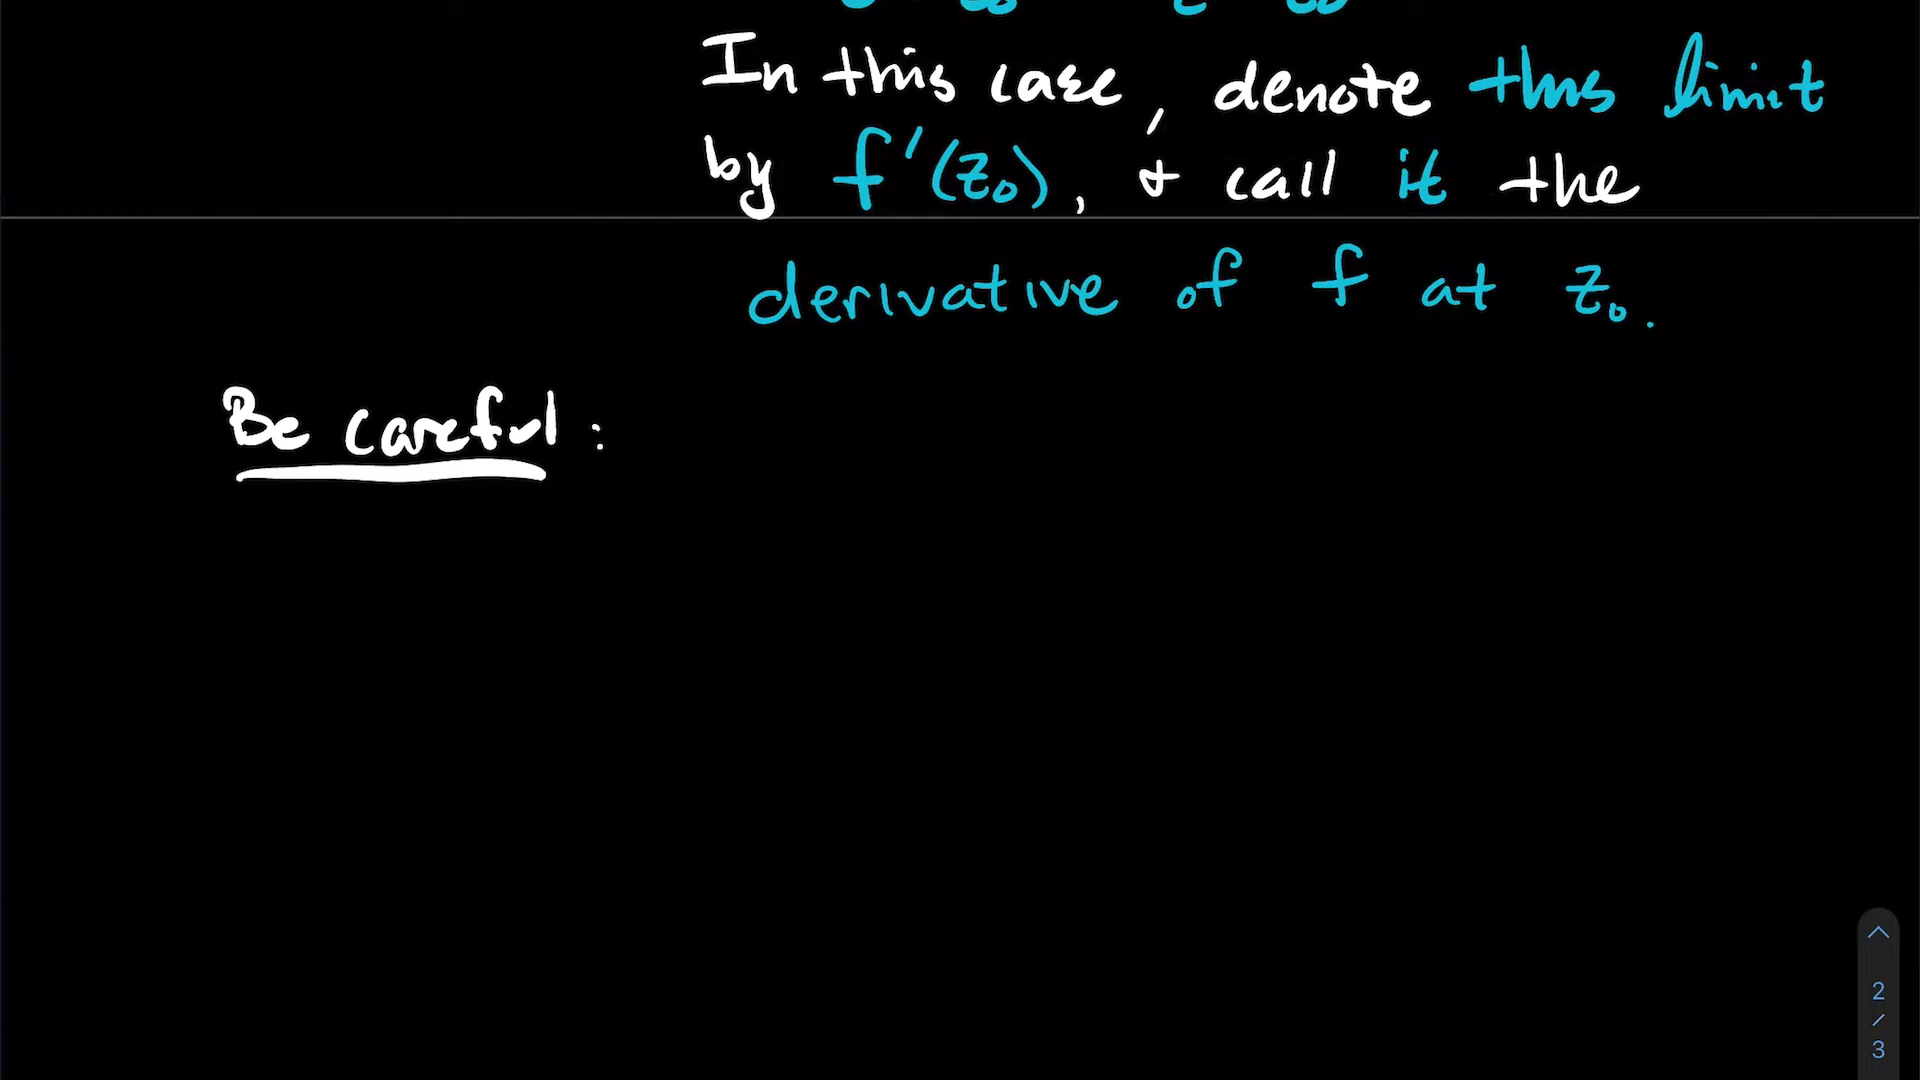 In this case, denote this limit
by f'(z₀), & call it the
derivative of f at z₀.
Be careful:
2
/
3